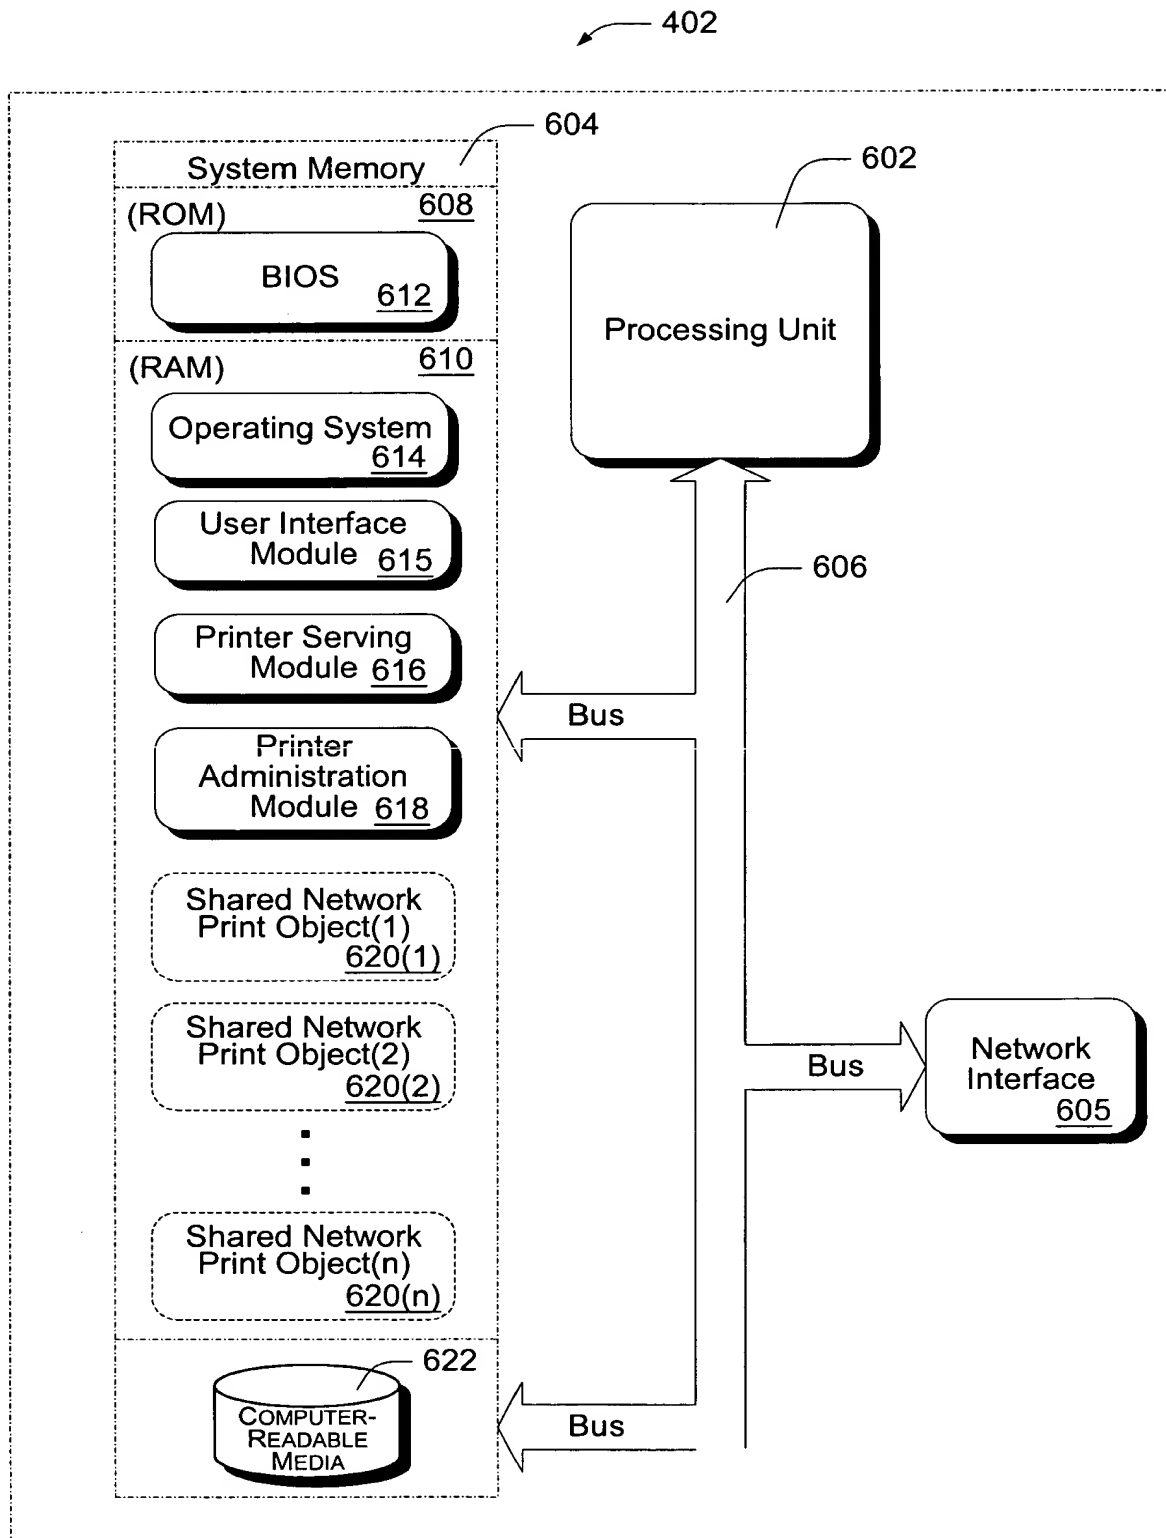 402
604
System Memory
(ROM) 608
BIOS
612
(RAM) 610
Operating System
614
User Interface
Module 615
Printer Serving
Module 616
Printer
Administration
Module 618
Shared Network
Print Object(1)
620(1)
Shared Network
Print Object(2)
620(2)
Shared Network
Print Object(n)
620(n)
622
COMPUTER-
READABLE
MEDIA
602
Processing Unit
606
Bus
Bus
Network
Interface
605
Bus